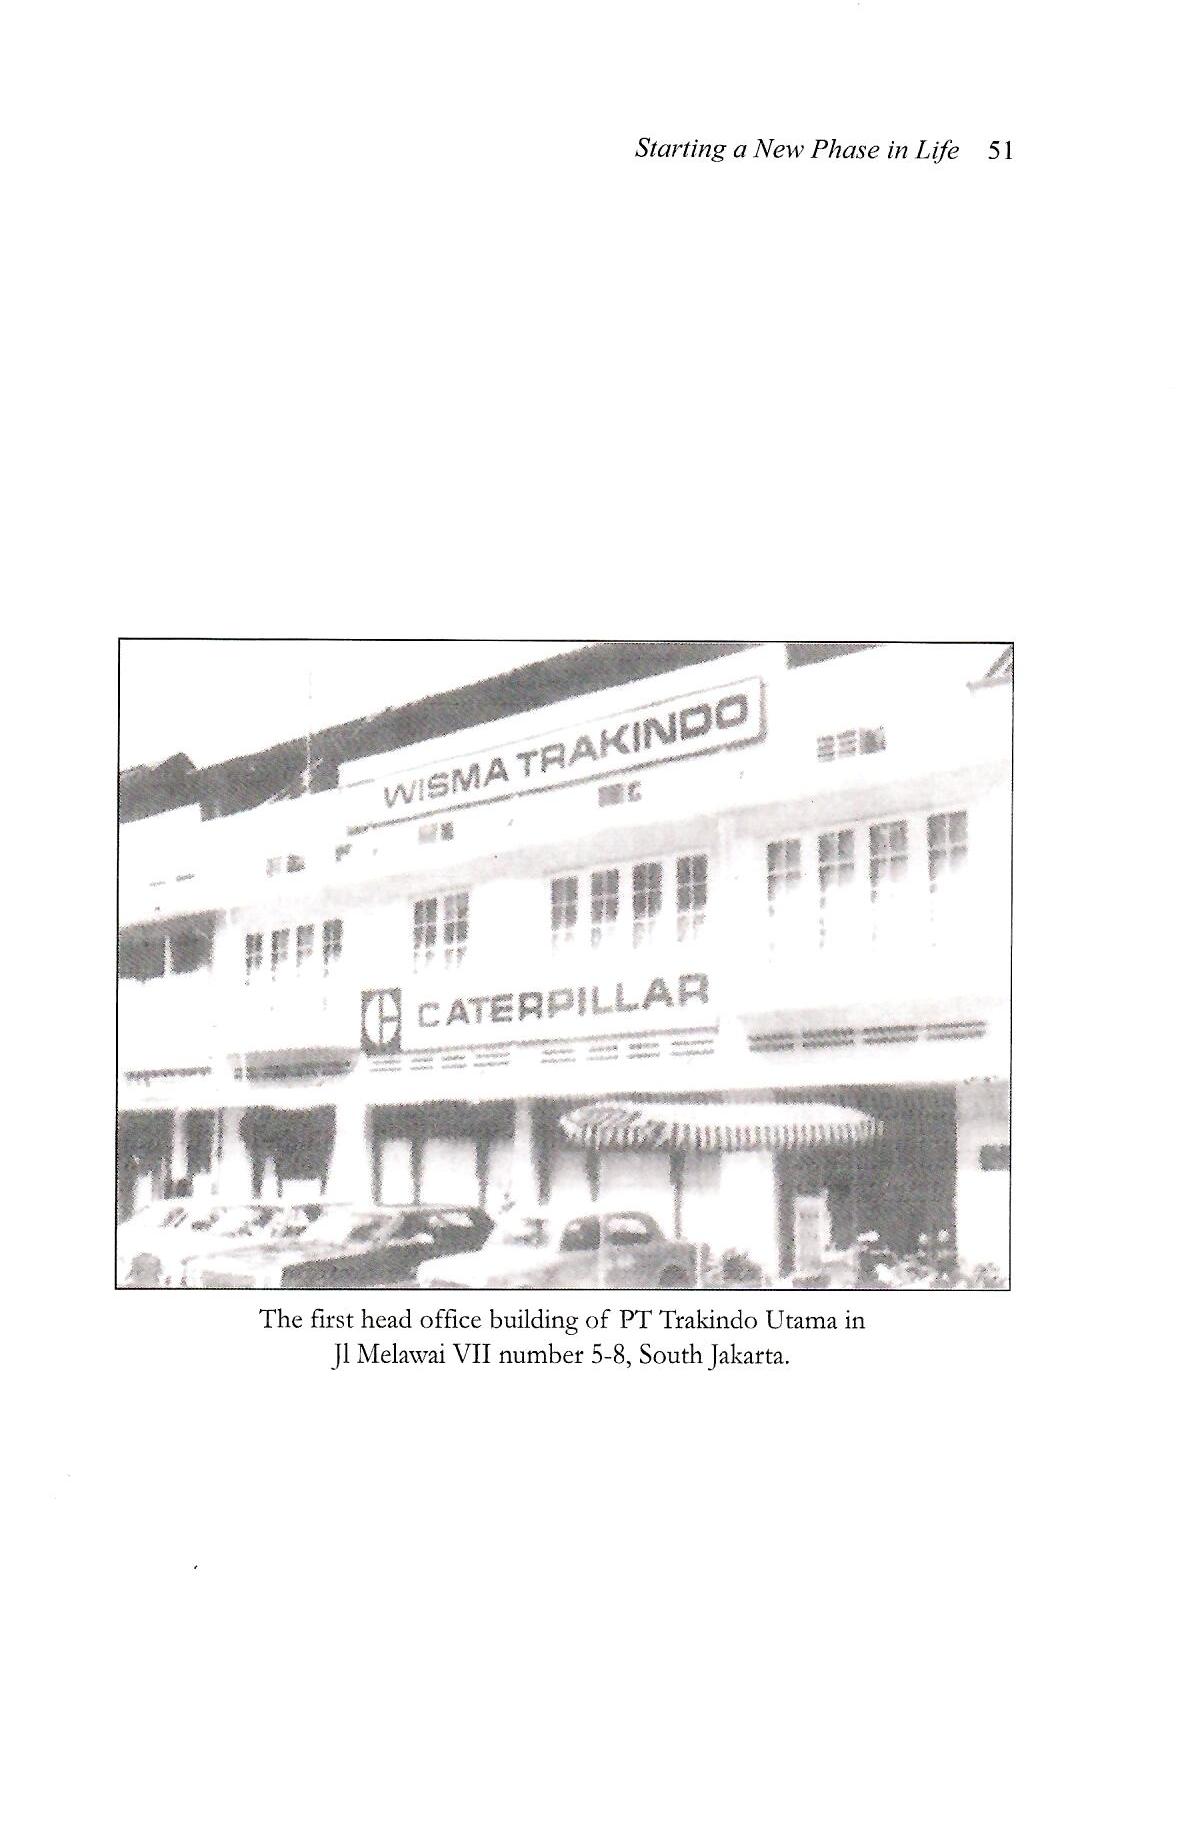 Starting a New Phase in Life 51
WISMA TRAKINDO
CATERPILLAR
The first head office building of PT Trakindo Utama in
Jl Melawai VII number 5-8, South Jakarta.